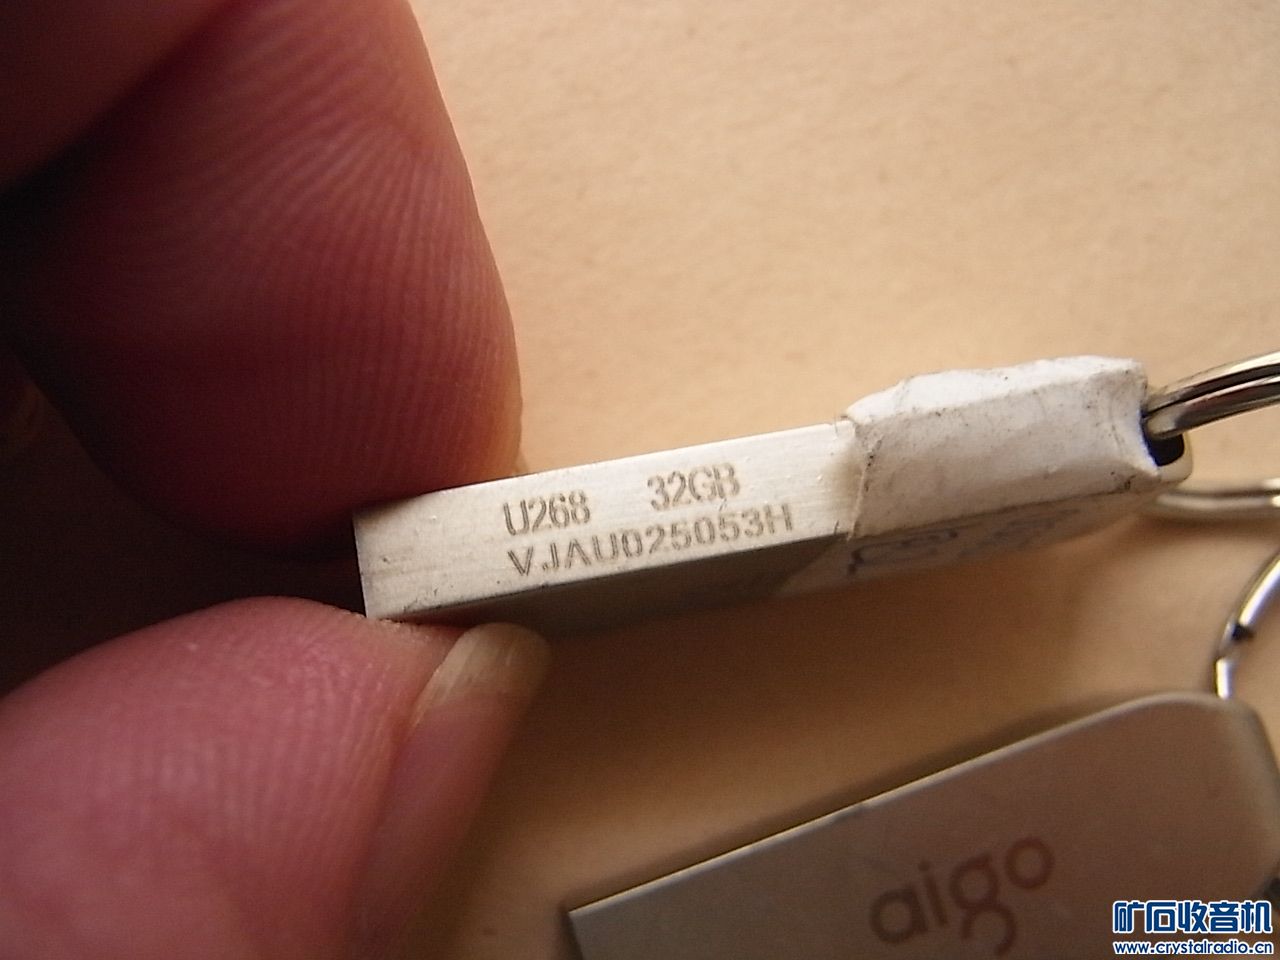 U268 32GB
VJAU025053H
aigo
矿石收音机
www.crystalradio.cn